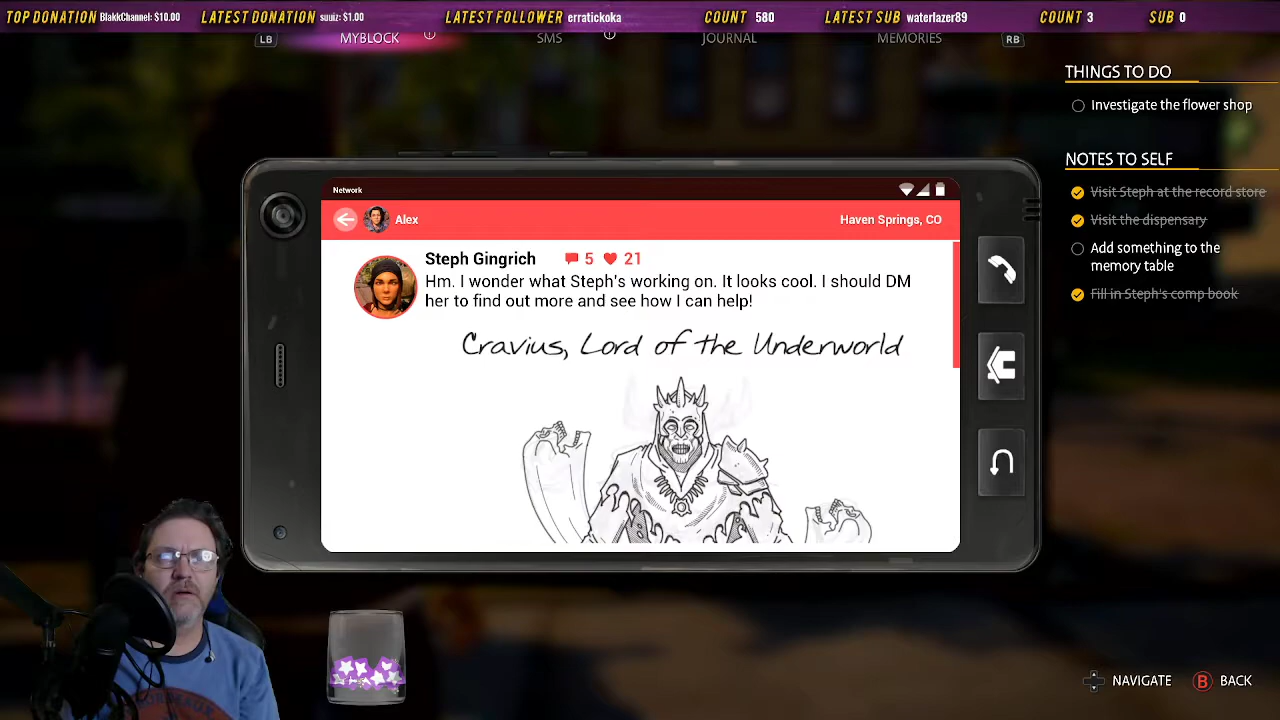 TOP DONATION BlakkChannel: $10.00 LATEST DONATION suuiz: $1.00 LATEST FOLLOWER erratickoka COUNT 580 LATEST SUB waterlazer89 COUNT 3 SUB 0
LB MYBLOCK SMS JOURNAL MEMORIES RB
THINGS TO DO
Investigate the flower shop
NOTES TO SELF
Visit Steph at the record store
Visit the dispensary
Add something to the
memory table
Fill in Steph's comp book
Network
Alex Haven Springs, CO
Steph Gingrich 5 21
Hm. I wonder what Steph's working on. It looks cool. I should DM
her to find out more and see how I can help!
Cravius, Lord of the Underworld
NAVIGATE B BACK